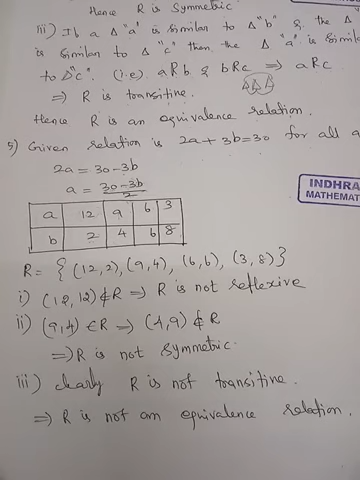 Hence R is Symmetric
iii) If a Δ "a" is similar to Δ "b" & the Δ
is similar to Δ "c" then the Δ "a" is simila
to Δ "c". (i.e) aRb & bRc ⇒ aRc
⇒ R is transitive.
Hence R is an equivalence relation.
5) Given relation is 2a + 3b = 30 for all a
2a = 30 - 3b
a = (30 - 3b)/2
a 12 9 6 3
b 2 4 6 8
R = { (12, 2), (9, 4), (6, 6), (3, 8) }
i) (12, 12) ∉ R ⇒ R is not reflexive
ii) (9, 4) ∈ R ⇒ (4, 9) ∉ R
⇒ R is not Symmetric.
iii) clearly R is not transitive.
⇒ R is not an equivalence relation.
INDHRA
MATHEMAT